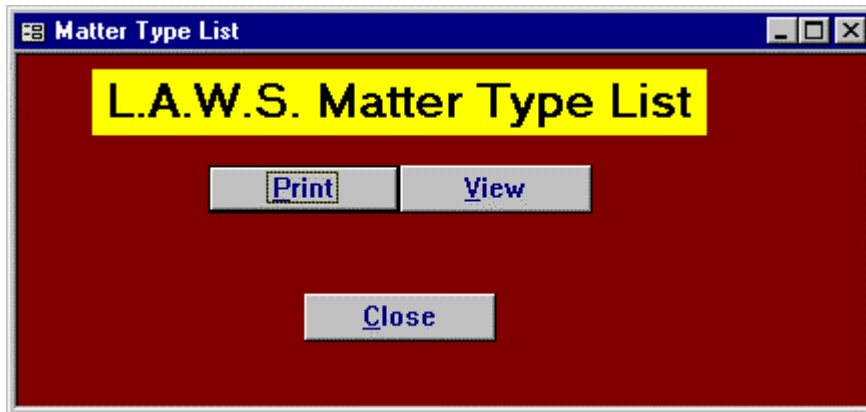 Matter Type List
L.A.W.S. Matter Type List
Print View
Close